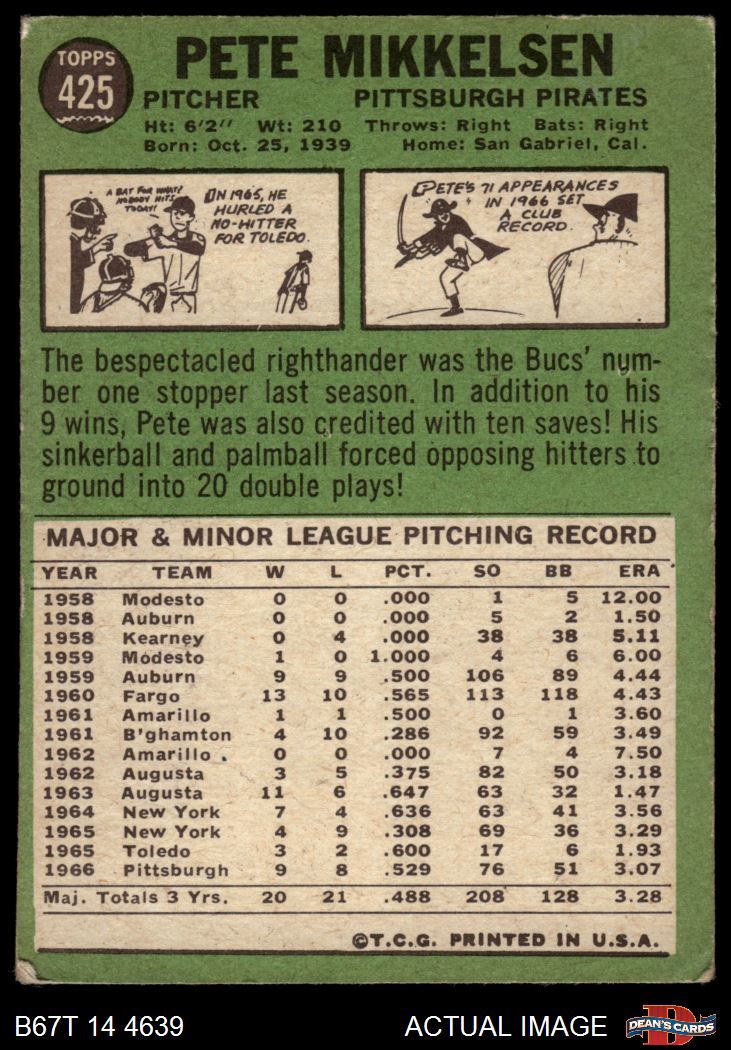 TOPPS
425
PETE MIKKELSEN
PITCHER PITTSBURGH PIRATES
Ht: 6'2" Wt: 210 Throws: Right Bats: Right
Born: Oct. 25, 1939 Home: San Gabriel, Cal.
A BAT FOR WHAT?
NOBODY HITS
TODAY!
IN 1965, HE
HURLED A
NO-HITTER
FOR TOLEDO.
PETE'S 71 APPEARANCES
IN 1966 SET
A CLUB
RECORD.
The bespectacled righthander was the Bucs' num-
ber one stopper last season. In addition to his
9 wins, Pete was also credited with ten saves! His
sinkerball and palmball forced opposing hitters to
ground into 20 double plays!
MAJOR & MINOR LEAGUE PITCHING RECORD
YEAR TEAM W L PCT. SO BB ERA
1958 Modesto 0 0 .000 1 5 12.00
1958 Auburn 0 0 .000 5 2 1.50
1958 Kearney 0 4 .000 38 38 5.11
1959 Modesto 1 0 1.000 4 6 6.00
1959 Auburn 9 9 .500 106 89 4.44
1960 Fargo 13 10 .565 113 118 4.43
1961 Amarillo 1 1 .500 0 1 3.60
1961 B'ghamton 4 10 .286 92 59 3.49
1962 Amarillo 0 0 .000 7 4 7.50
1962 Augusta 3 5 .375 82 50 3.18
1963 Augusta 11 6 .647 63 32 1.47
1964 New York 7 4 .636 63 41 3.56
1965 New York 4 9 .308 69 36 3.29
1965 Toledo 3 2 .600 17 6 1.93
1966 Pittsburgh 9 8 .529 76 51 3.07
Maj. Totals 3 Yrs. 20 21 .488 208 128 3.28
©T.C.G. PRINTED IN U.S.A.
B67T 14 4639 ACTUAL IMAGE
D
DEAN'S CARDS